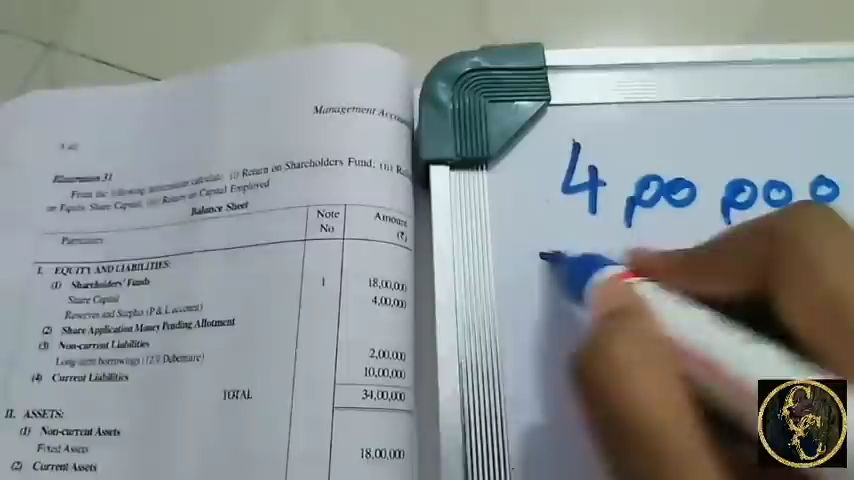 Management Accou
Illustration 31
From the following information calculate: (i) Return on Shareholders Fund; (ii)
on Equity Share Capital, (iii) Return on Capital Employed
Balance Sheet
Particulars Note No Amount (₹)
I. EQUITY AND LIABILITIES:
(1) Shareholders' Funds
Share Capital 1 18,00,000
Reserves and Surplus (P & L account) 4,00,000
(2) Share Application Money Pending Allotment
(3) Non-current Liabilities
Long-term borrowings (12% Debenture) 2,00,000
(4) Current Liabilities 10,00,000
TOTAL 34,00,000
II. ASSETS:
(1) Non-current Assets
Fixed Assets 18,00,000
(2) Current Assets
4,00,000